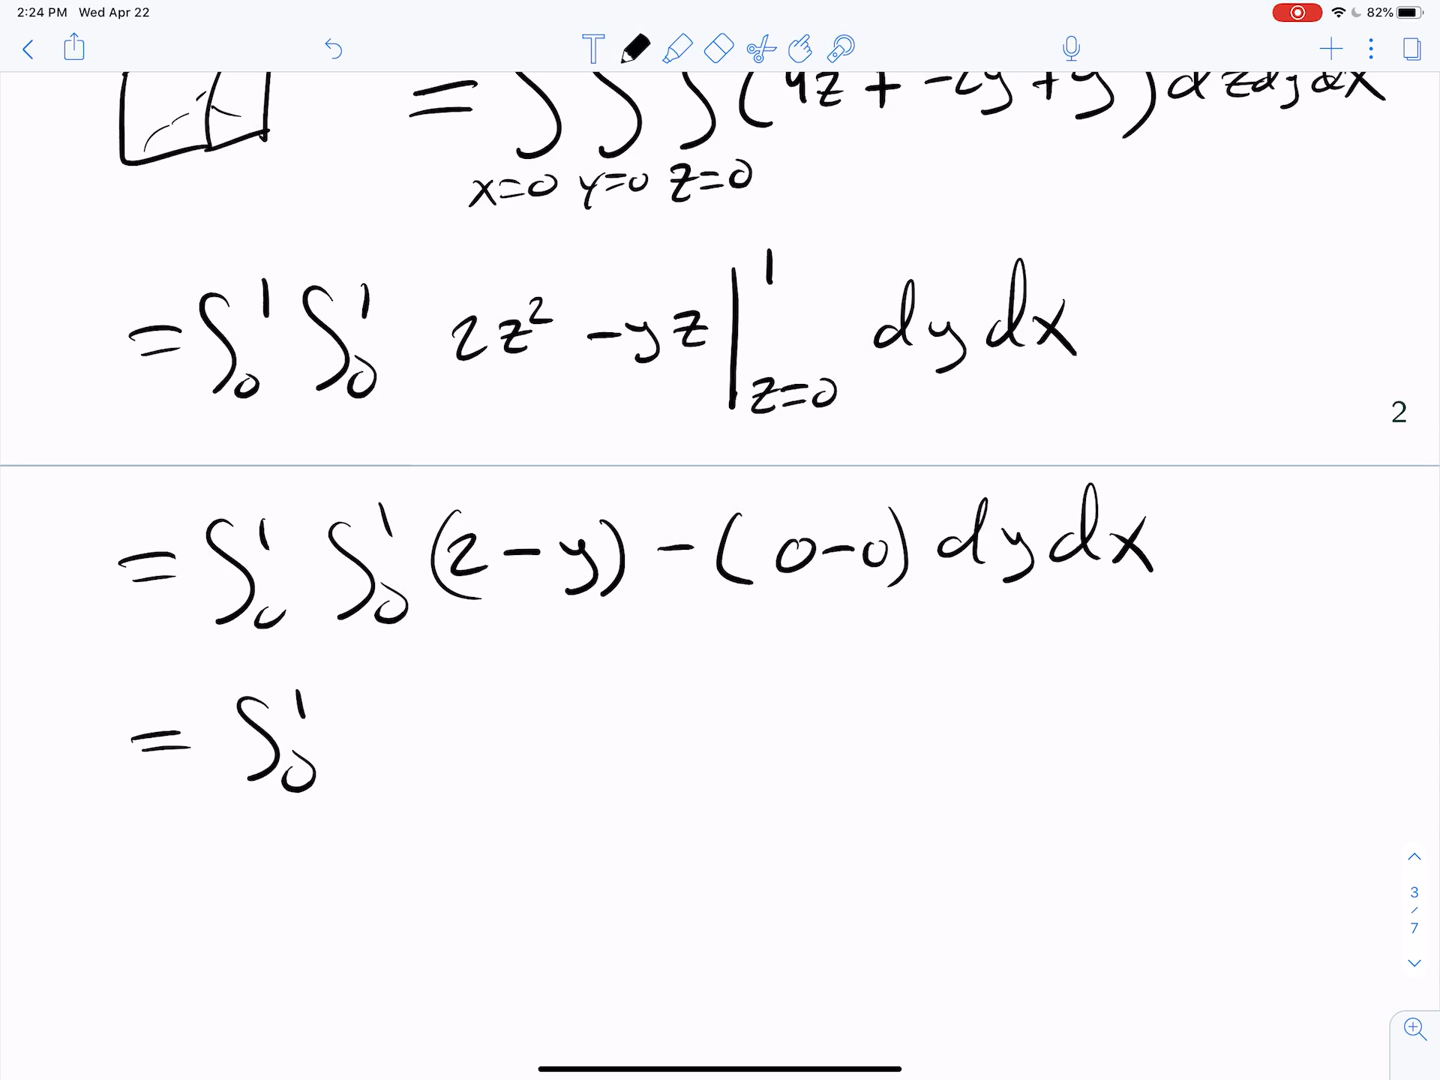 2:24 PM Wed Apr 22 82%
T
= ∫ ∫ ∫ (4z + -2y + y) dz dy dx
x=0 y=0 z=0
= ∫₀¹ ∫₀¹ 2z² - yz |¹_{z=0} dy dx
2
= ∫₀¹ ∫₀¹ (2 - y) - (0 - 0) dy dx
= ∫₀¹
3
/
7